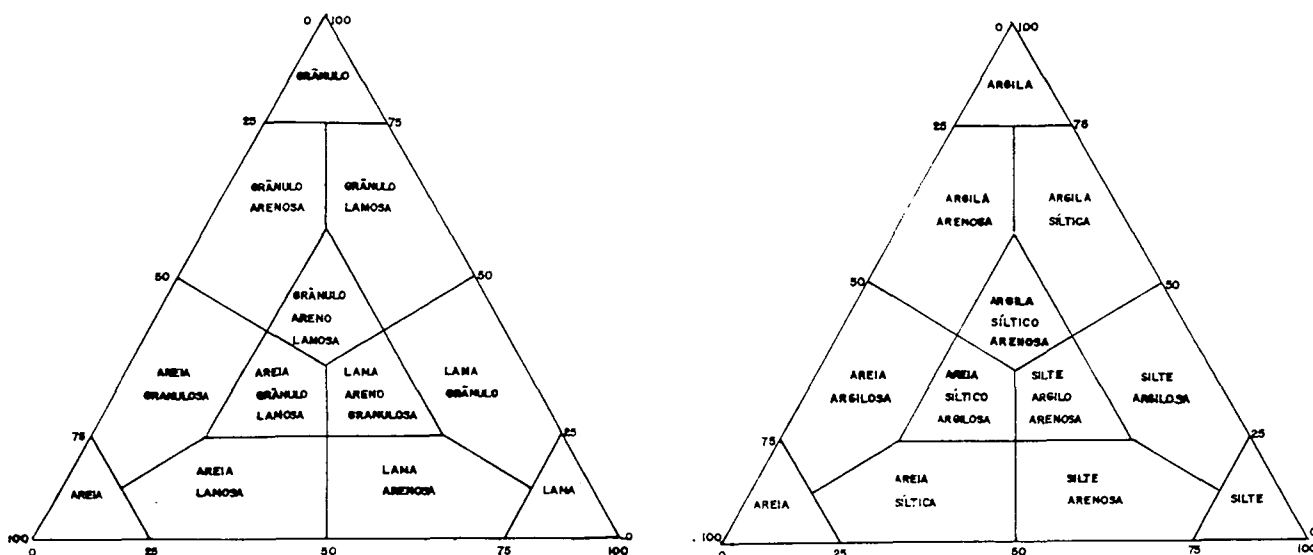 0 100
GRÂNULO
25 75
GRÂNULO
ARENOSA
GRÂNULO
LAMOSA
50 50
GRÂNULO
ARENO
LAMOSA
AREIA
GRANULOSA
AREIA
GRÂNULO
LAMOSA
LAMA
ARENO
GRANULOSA
LAMA
GRÂNULO
75 25
AREIA
AREIA
LAMOSA
LAMA
ARENOSA
LAMA
100 0
0 25 50 75 100
0 100
ARGILA
25 75
ARGILA
ARENOSA
ARGILA
SÍLTICA
50 50
ARGILA
SÍLTICO
ARENOSA
AREIA
ARGILOSA
AREIA
SÍLTICO
ARGILOSA
SILTE
ARGILO
ARENOSA
SILTE
ARGILOSA
75 25
AREIA
AREIA
SÍLTICA
SILTE
ARENOSA
SILTE
100 0
0 25 50 75 100